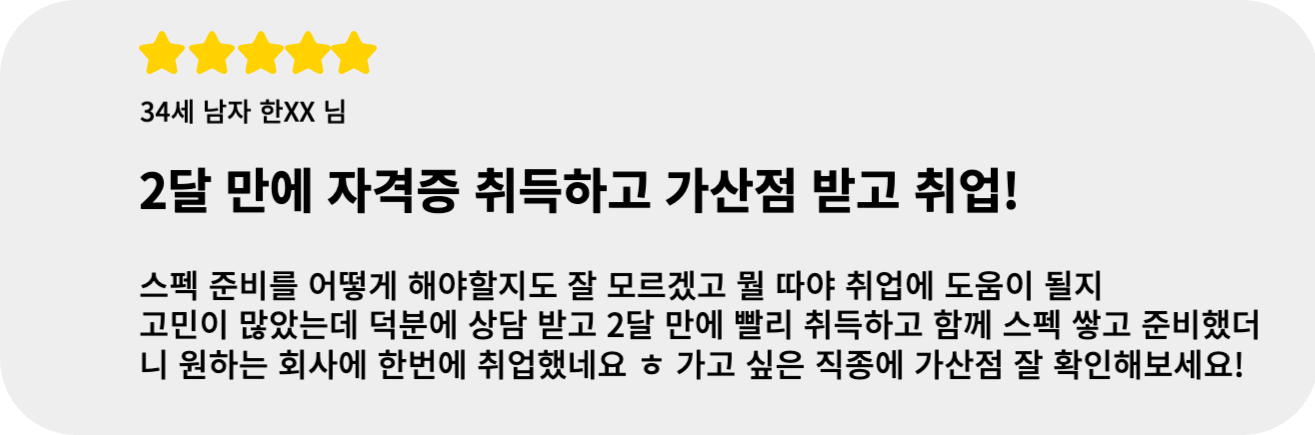 34세 남자 한XX 님
2달 만에 자격증 취득하고 가산점 받고 취업!
스펙 준비를 어떻게 해야할지도 잘 모르겠고 뭘 따야 취업에 도움이 될지
고민이 많았는데 덕분에 상담 받고 2달 만에 빨리 취득하고 함께 스펙 쌓고 준비했더
니 원하는 회사에 한번에 취업했네요 ㅎ 가고 싶은 직종에 가산점 잘 확인해보세요!